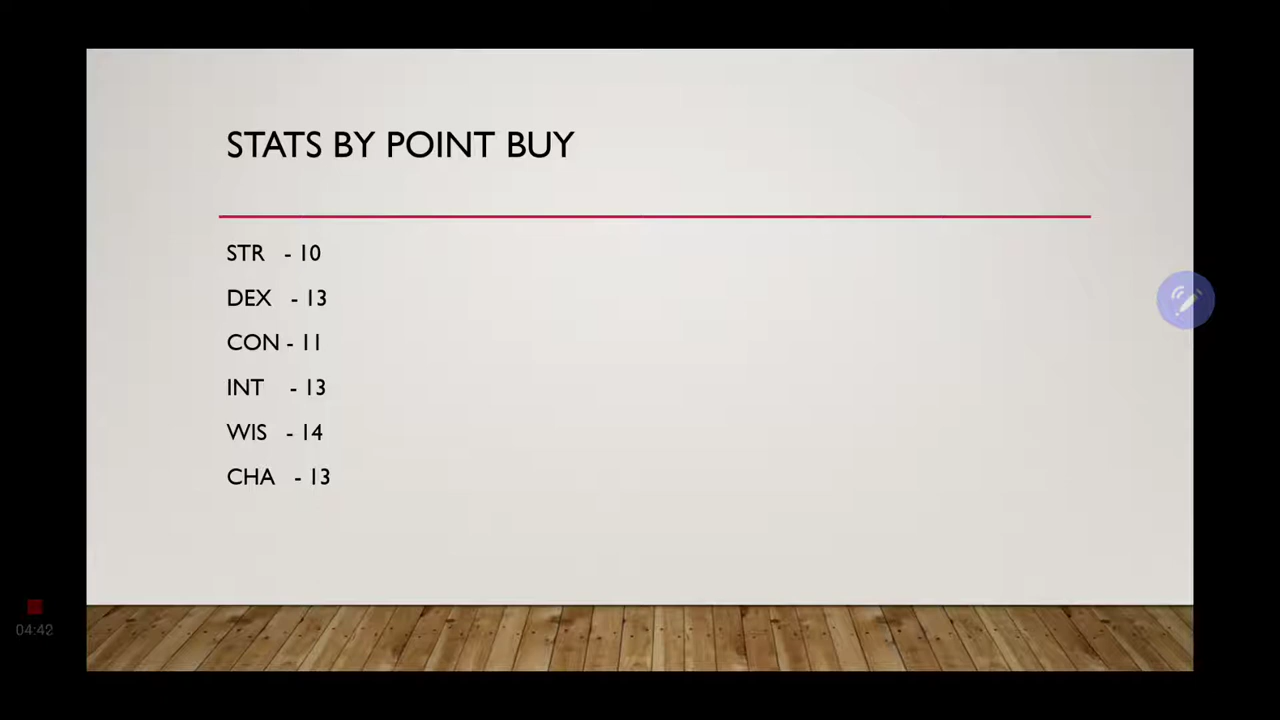 STATS BY POINT BUY
STR - 10
DEX - 13
CON - 11
INT - 13
WIS - 14
CHA - 13
04:42